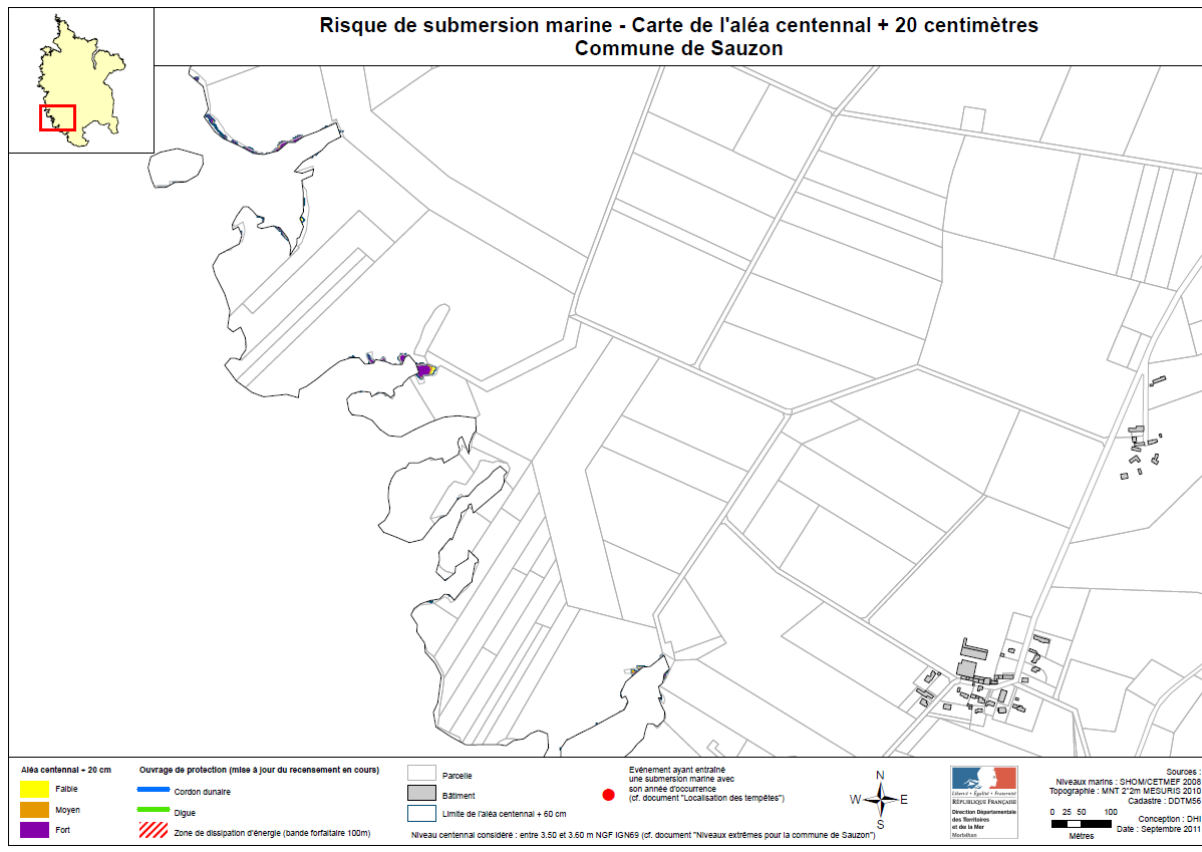 Risque de submersion marine - Carte de l'aléa centennal + 20 centimètres
Commune de Sauzon
Aléa centennal + 20 cm
Faible
Moyen
Fort
Ouvrage de protection (mise à jour du recensement en cours)
Cordon dunaire
Digue
Zone de dissipation d'énergie (bande forfaitaire 100m)
Parcelle
Bâtiment
Limite de l'aléa centennal + 60 cm
Niveau centennal considéré : entre 3.50 et 3.60 m NGF IGN69 (cf. document "Niveaux extrêmes pour la commune de Sauzon")
Evénement ayant entraîné
une submersion marine avec
son année d'occurrence
(cf. document "Localisation des tempêtes")
N
W
E
S
Liberté • Égalité • Fraternité
RÉPUBLIQUE FRANÇAISE
Direction Départementale
des Territoires
et de la Mer
Morbihan
Sources :
Niveaux marins : SHOM/CETMEF 2008
Topographie : MNT 2*2m MESURIS 2010
Cadastre : DDTM56
0 25 50 100
Mètres
Conception : DHI
Date : Septembre 2011